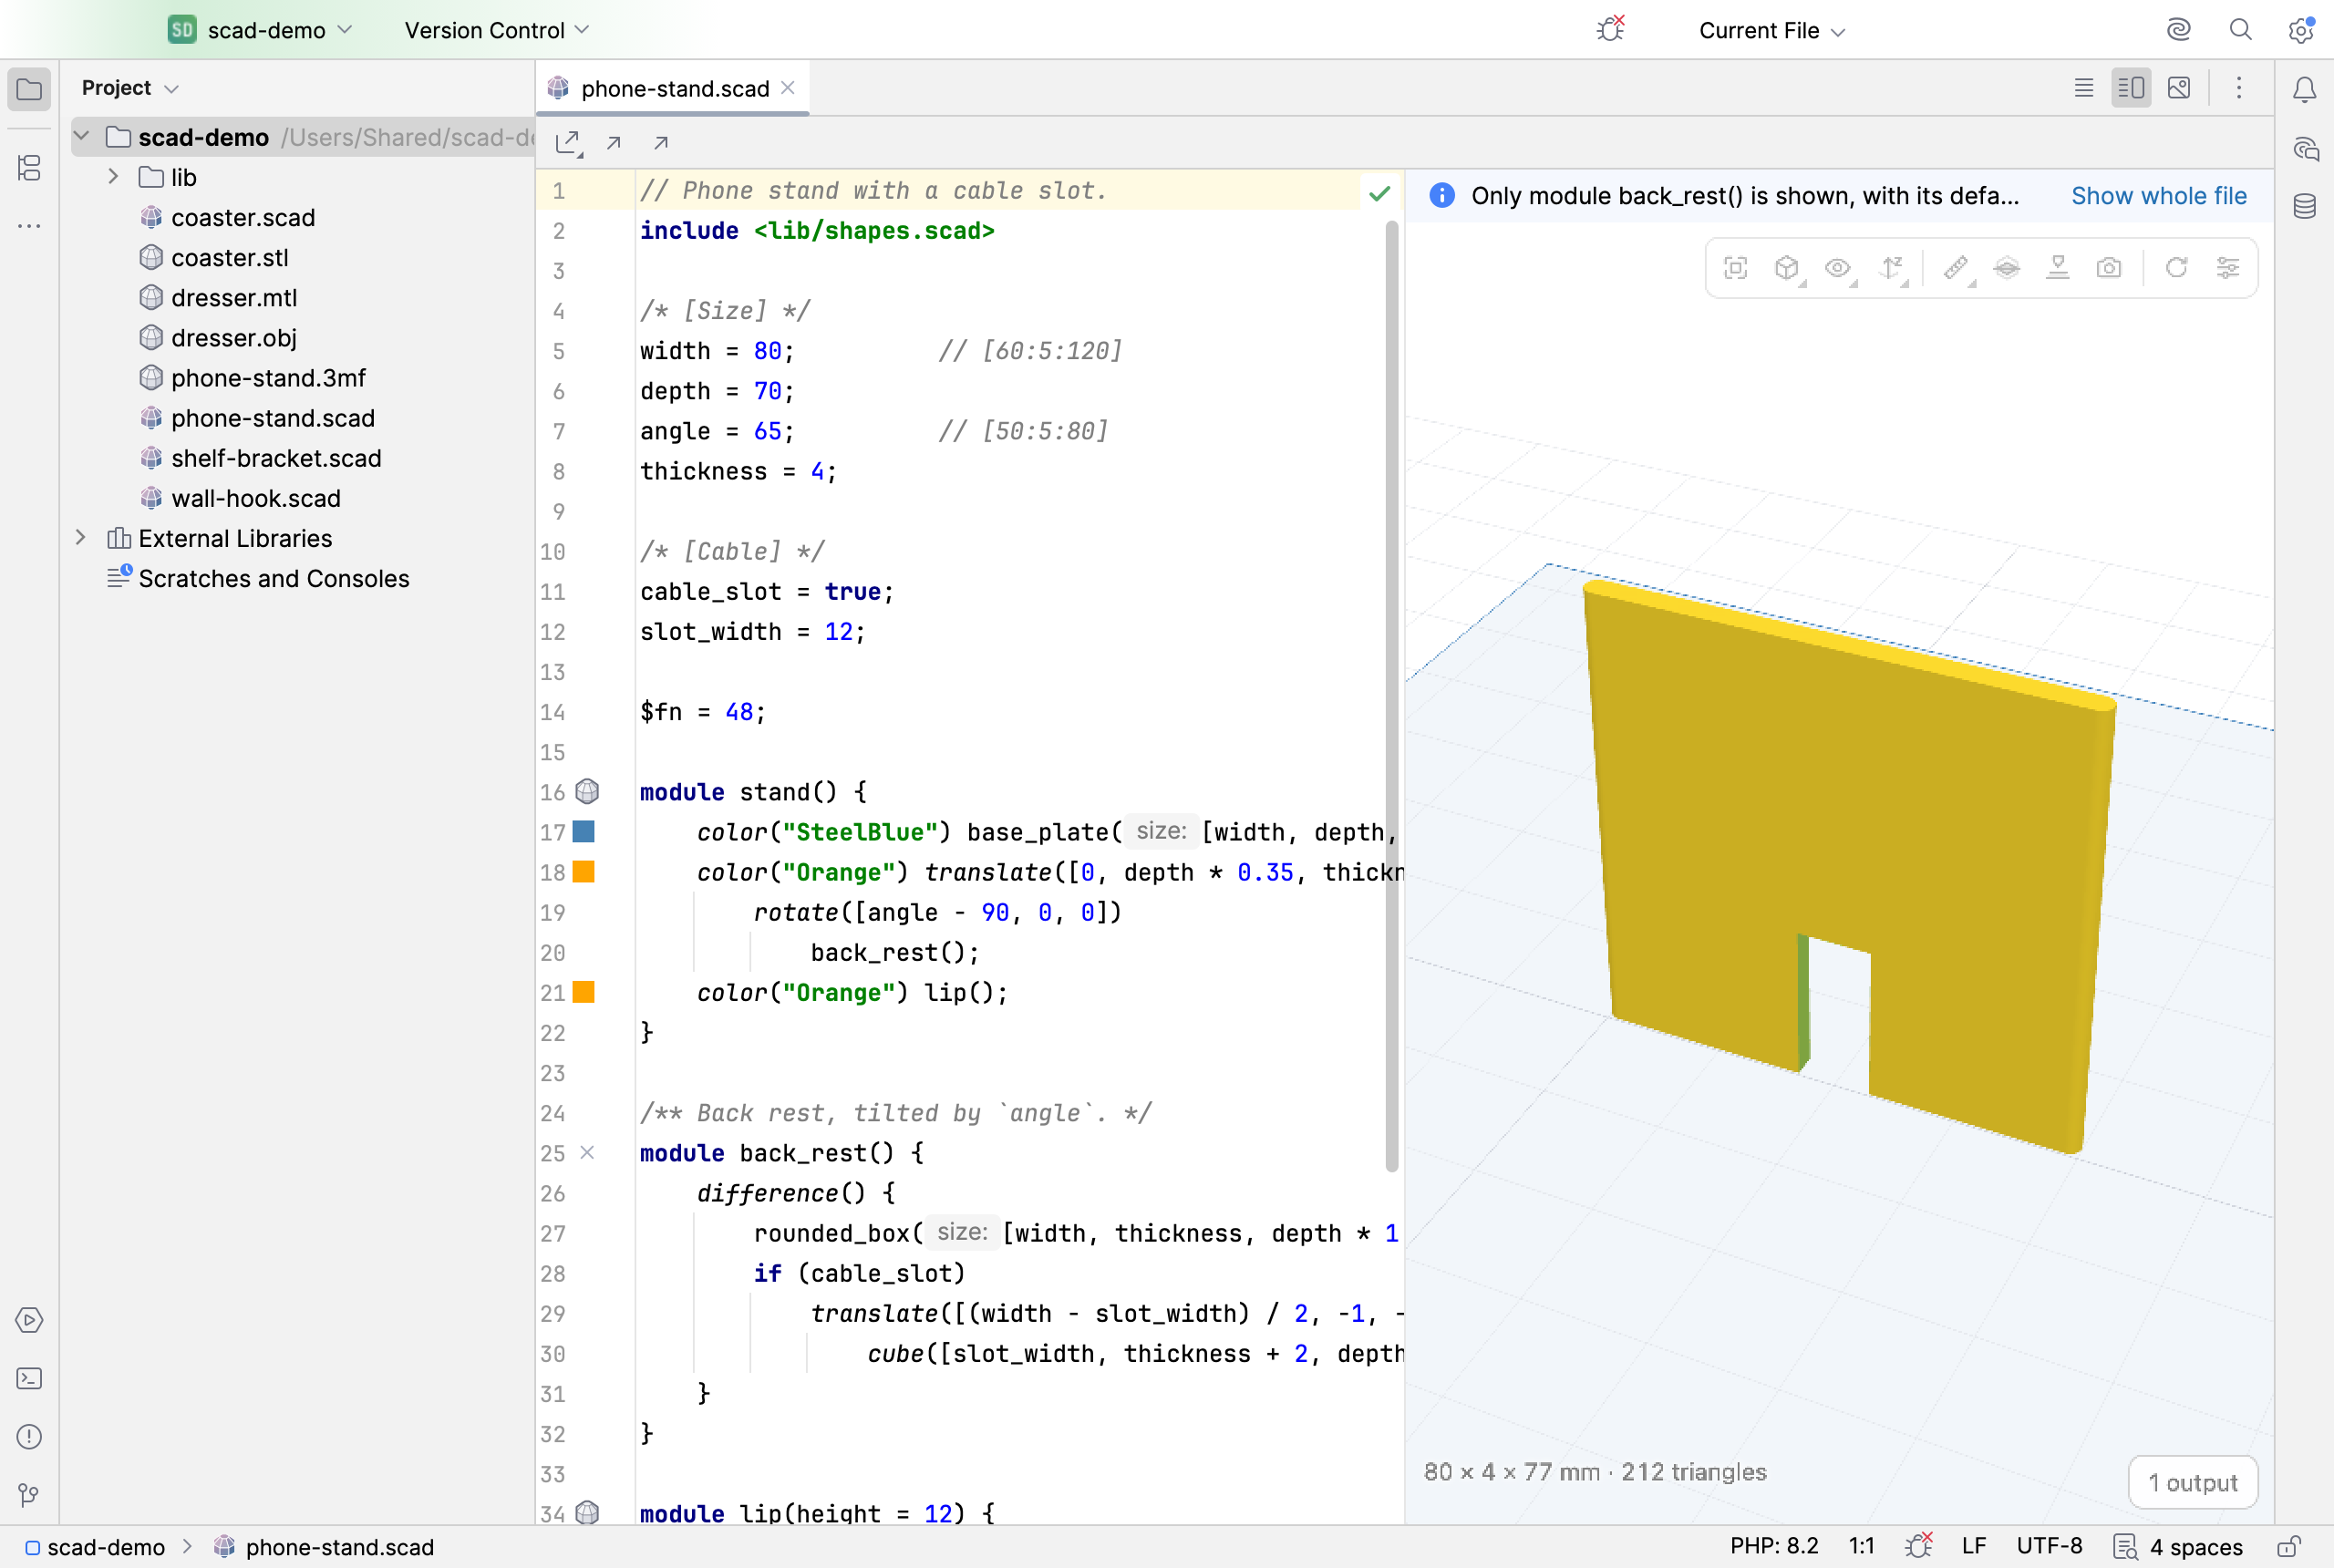 SD scad-demo Version Control Current File
Project phone-stand.scad
scad-demo /Users/Shared/scad-de
lib
coaster.scad
coaster.stl
dresser.mtl
dresser.obj
phone-stand.3mf
phone-stand.scad
shelf-bracket.scad
wall-hook.scad
External Libraries
Scratches and Consoles
1 // Phone stand with a cable slot.
2 include <lib/shapes.scad>
3
4 /* [Size] */
5 width = 80; // [60:5:120]
6 depth = 70;
7 angle = 65; // [50:5:80]
8 thickness = 4;
9
10 /* [Cable] */
11 cable_slot = true;
12 slot_width = 12;
13
14 $fn = 48;
15
16 module stand() {
17 color("SteelBlue") base_plate( size: [width, depth,
18 color("Orange") translate([0, depth * 0.35, thickn
19 rotate([angle - 90, 0, 0])
20 back_rest();
21 color("Orange") lip();
22 }
23
24 /** Back rest, tilted by `angle`. */
25 module back_rest() {
26 difference() {
27 rounded_box( size: [width, thickness, depth * 1
28 if (cable_slot)
29 translate([(width - slot_width) / 2, -1, -
30 cube([slot_width, thickness + 2, depth
31 }
32 }
33
34 module lip(height = 12) {
Only module back_rest() is shown, with its defa... Show whole file
Z
80 × 4 × 77 mm · 212 triangles
1 output
scad-demo phone-stand.scad PHP: 8.2 1:1 LF UTF-8 4 spaces